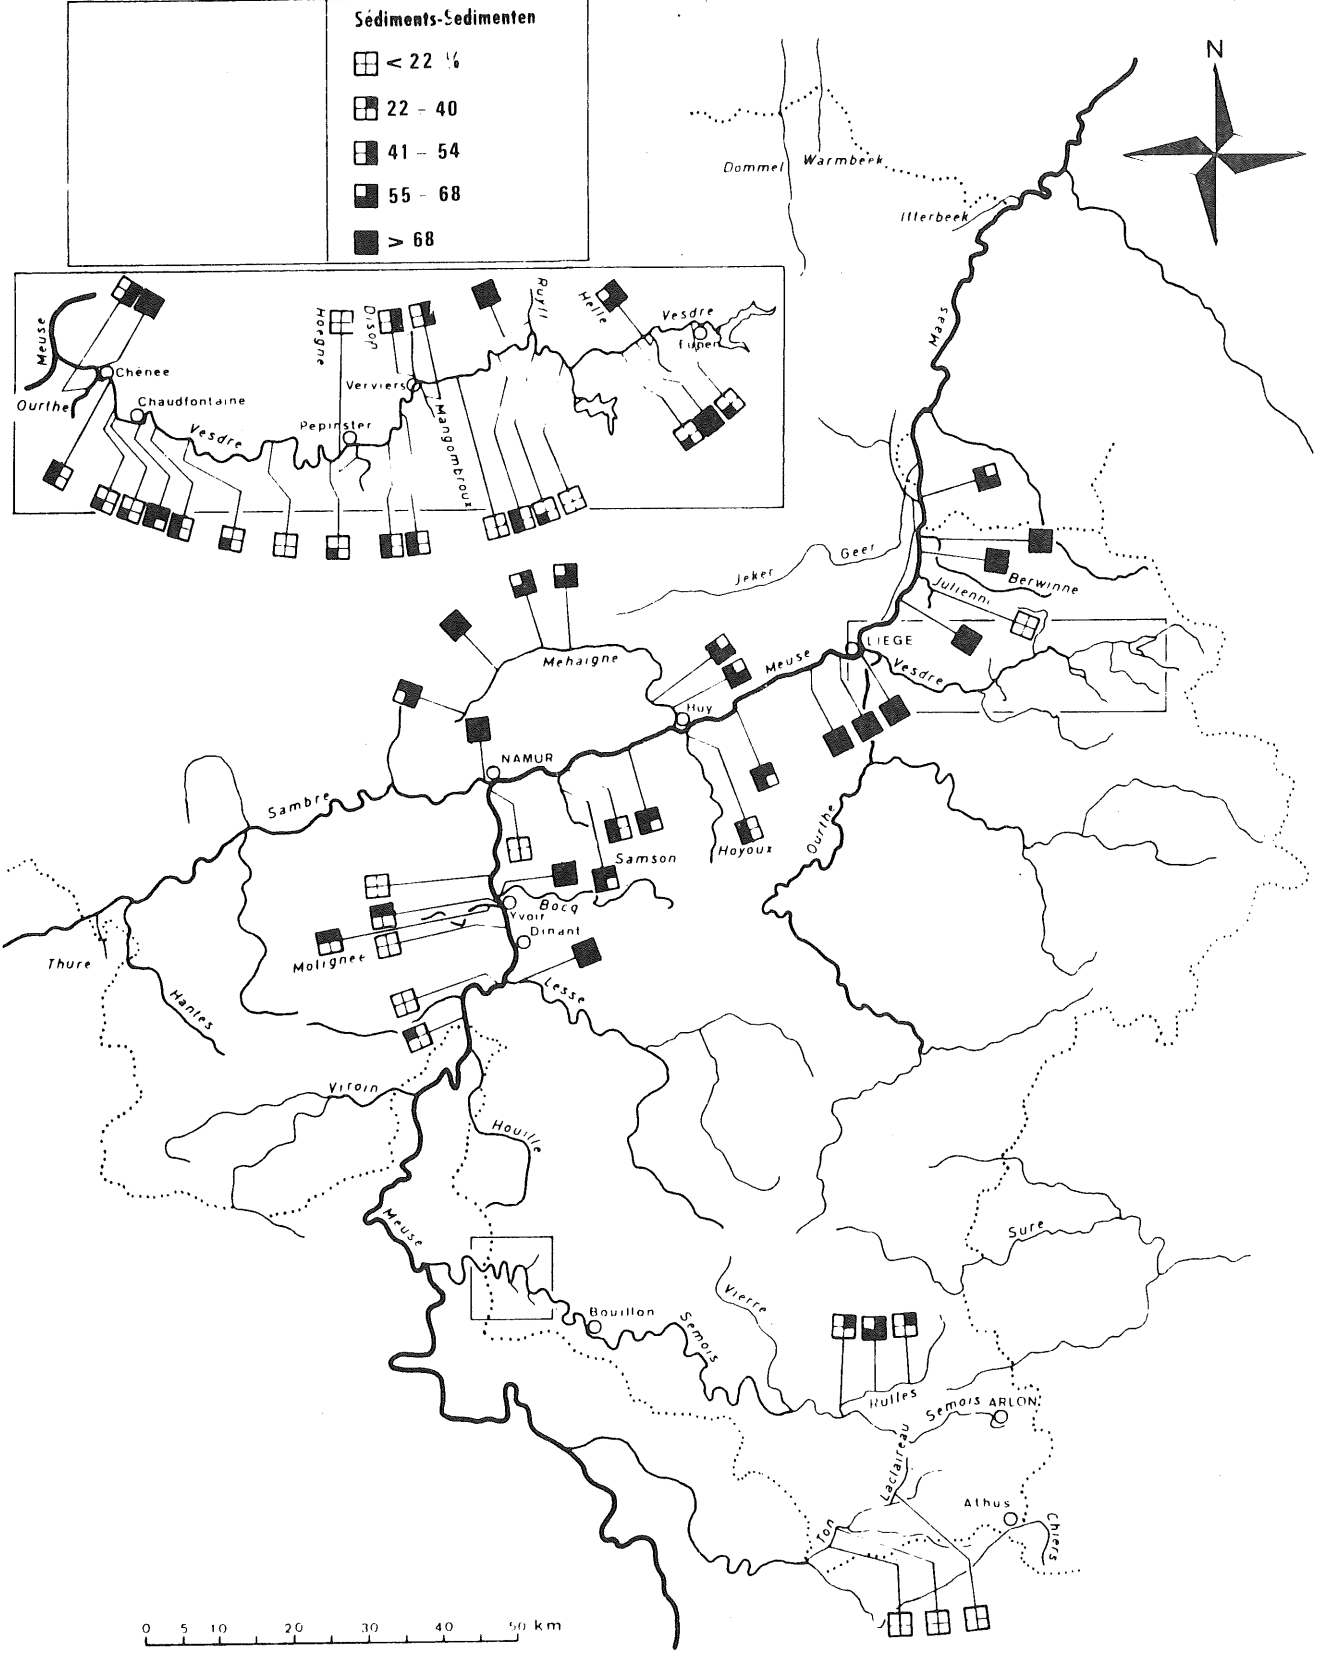 Sédiments-Sedimenten
< 22 %
22 - 40
41 - 54
55 - 68
> 68
N
Dommel
Warmbeek
Itterbeek
Maas
Meuse
Hoegne
Dison
Ruyff
Helle
Vesdre
Eupen
Chênee
Ourthe
Chaudfontaine
Vesdre
Pepinster
Verviers
Mangombroux
Jeker
Geer
Julienni
Berwinne
LIEGE
Vesdre
Mehaigne
Meuse
Huy
NAMUR
Sambre
Samson
Hoyoux
Ourthe
Bocq
Yvoir
Dinant
Molignee
Thure
Hantes
Lesse
Viroin
Houille
Meuse
Sure
Vierre
Bouillon
Semois
Rulles
Semois ARLON
Laclaireau
Athus
Ton
Chiers
0 5 10 20 30 40 50 km